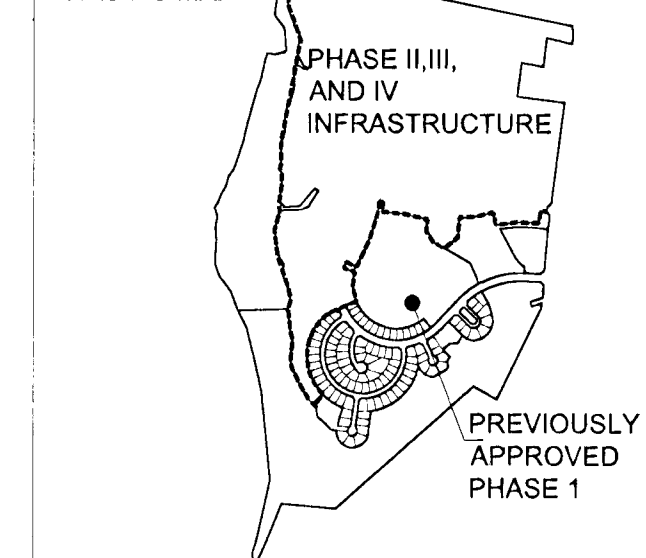 PHASE II,III,
AND IV
INFRASTRUCTURE
PREVIOUSLY
APPROVED
PHASE 1